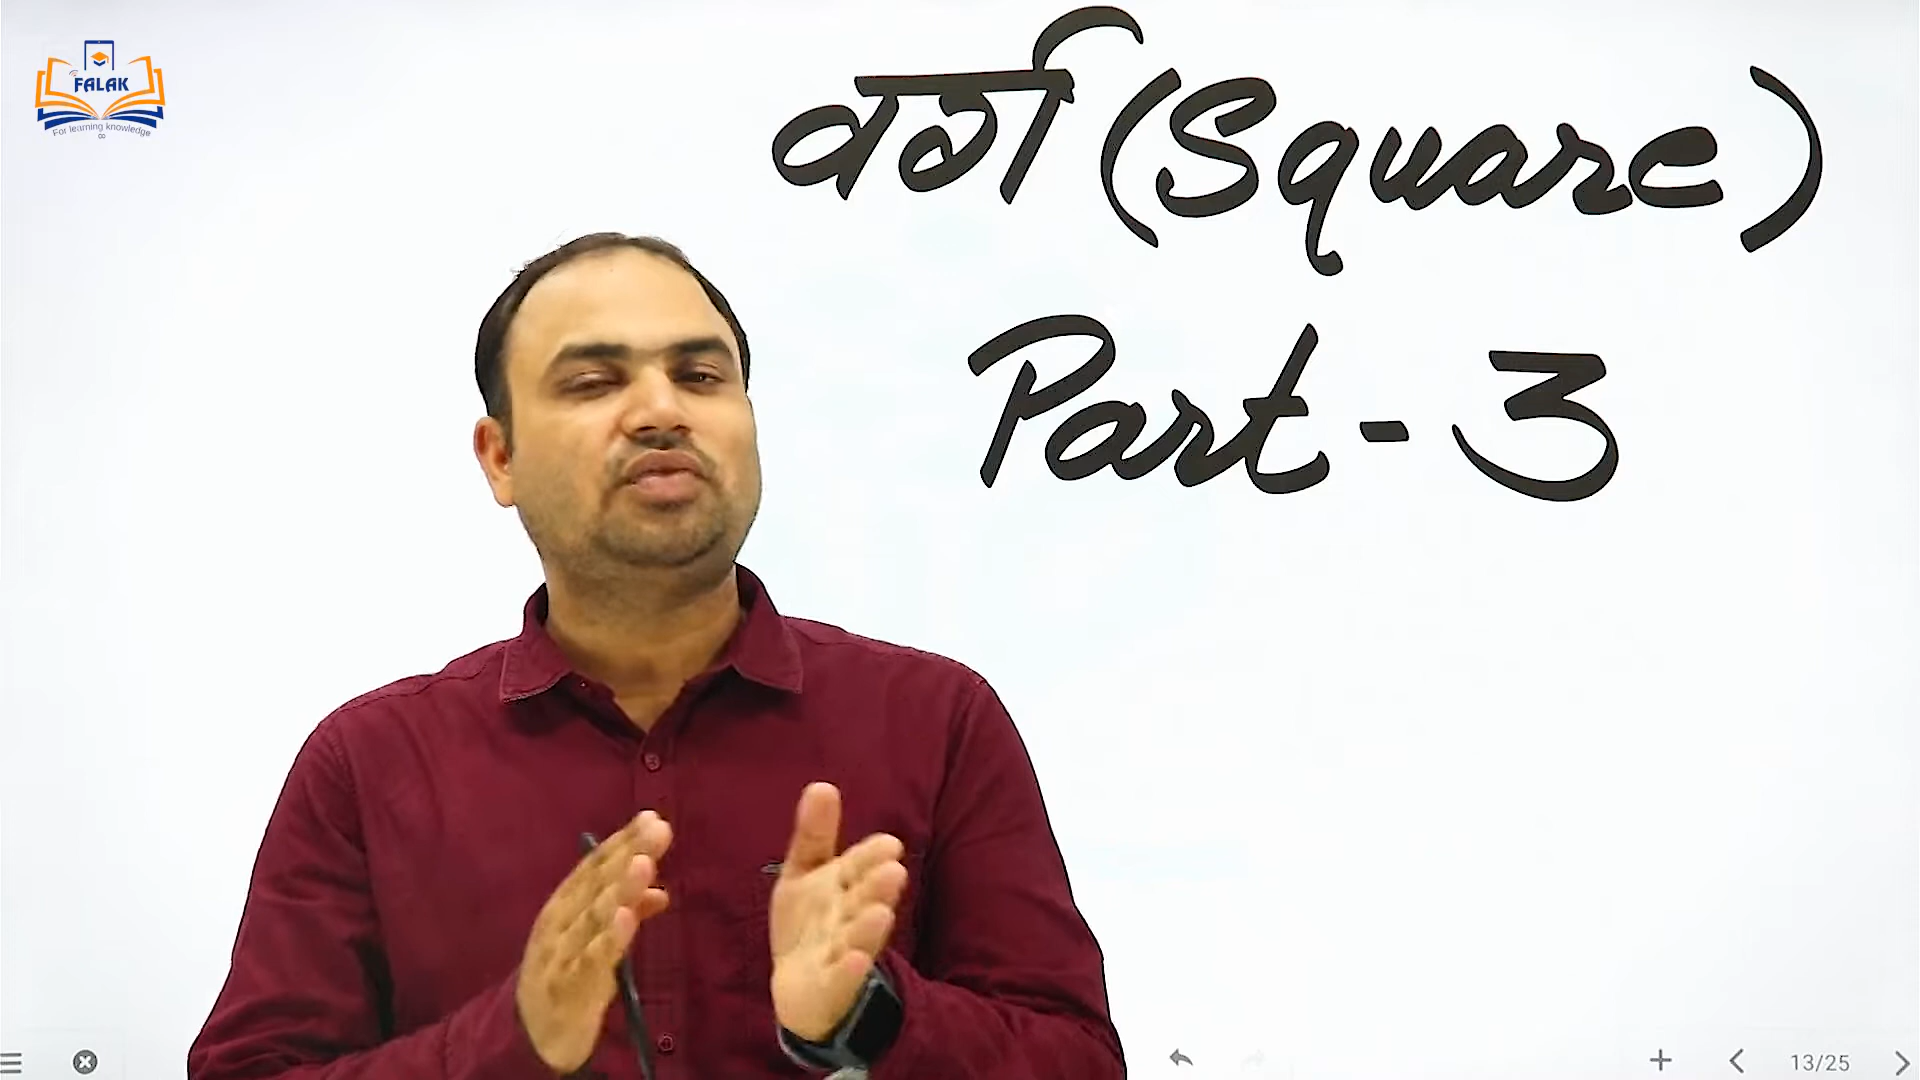 FALAK
For learning knowledge
वर्ग (Square)
Part - 3
13/25